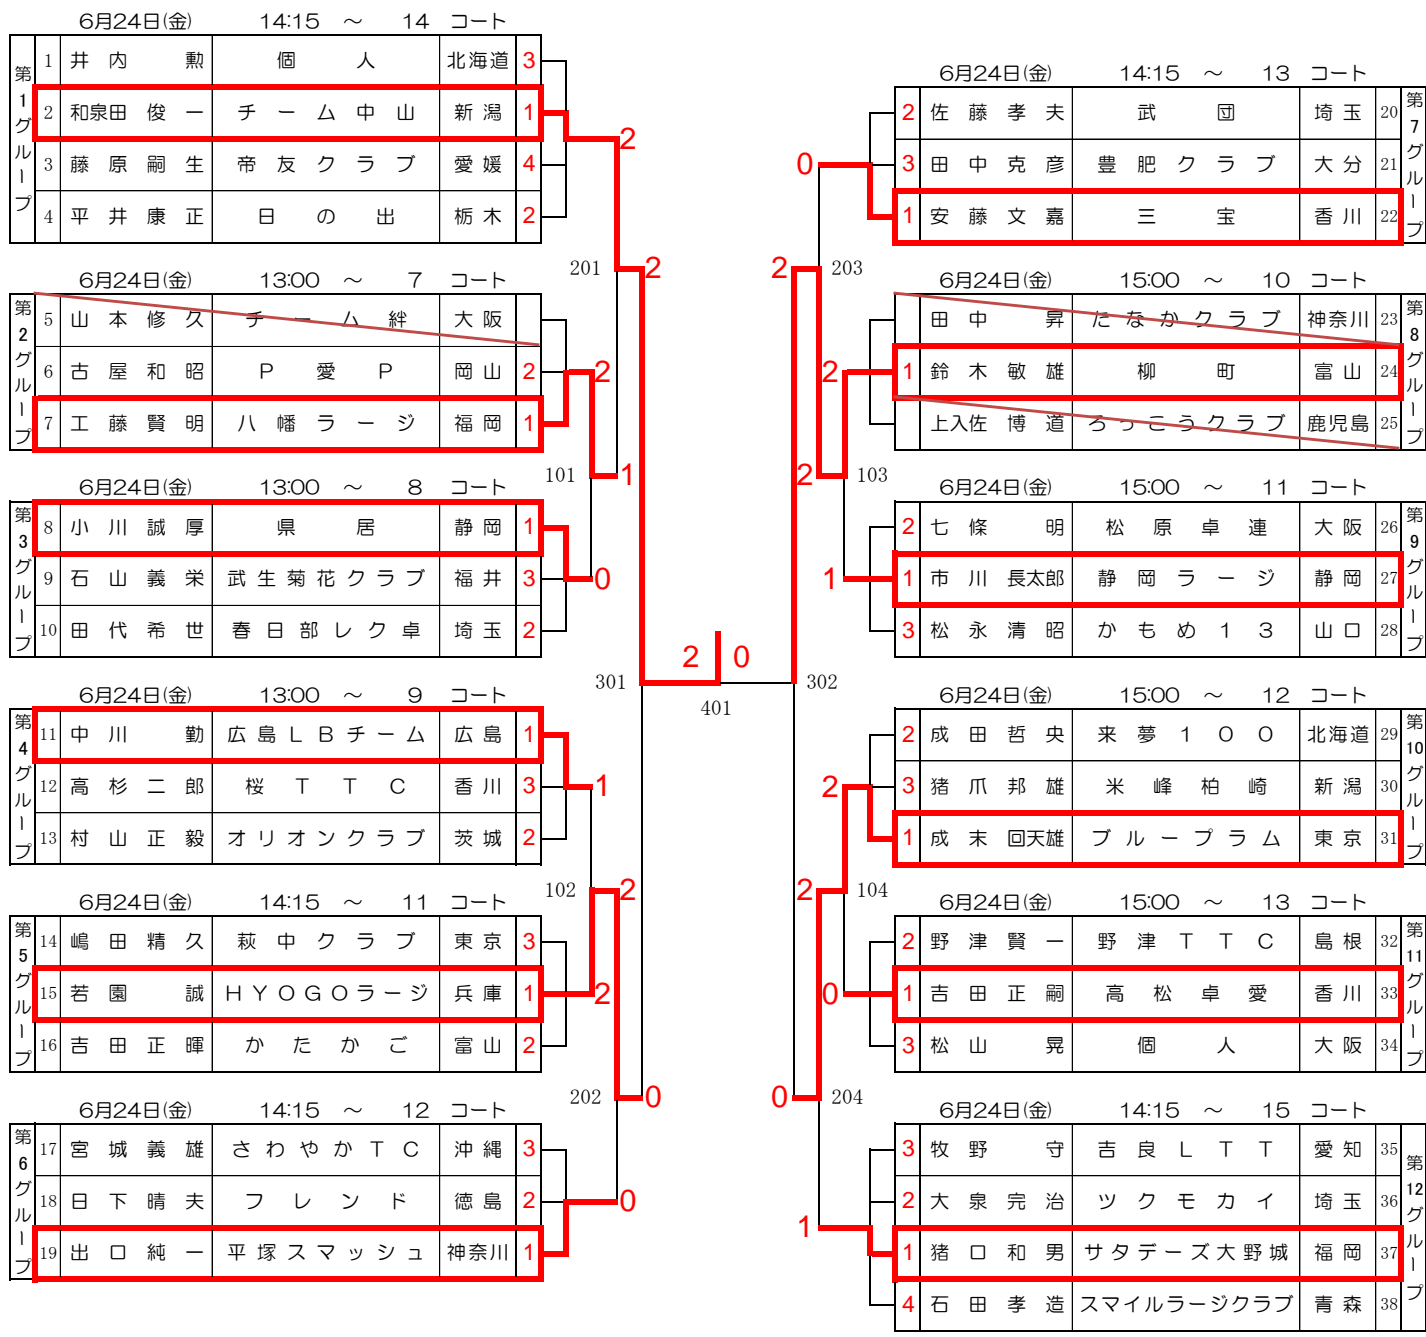 6月24日(金) 14:15 ～ 14 コート
第1グループ
1 井内 勲 個人 北海道 3
2 和泉田 俊一 チーム中山 新潟 1
3 藤原嗣生 帝友クラブ 愛媛 4
4 平井康正 日の出 栃木 2
2
6月24日(金) 13:00 ～ 7 コート
第2グループ
5 山本修久 チーム絆 大阪
6 古屋和昭 P愛P 岡山 2
7 工藤賢明 八幡ラージ 福岡 1
2
201
2
101
1
6月24日(金) 13:00 ～ 8 コート
第3グループ
8 小川誠厚 県居 静岡 1
9 石山義栄 武生菊花クラブ 福井 3
10 田代希世 春日部レク卓 埼玉 2
0
301
6月24日(金) 13:00 ～ 9 コート
第4グループ
11 中川 勤 広島LBチーム 広島 1
12 高杉二郎 桜TTC 香川 3
13 村山正毅 オリオンクラブ 茨城 2
1
102
2
6月24日(金) 14:15 ～ 11 コート
第5グループ
14 嶋田精久 萩中クラブ 東京 3
15 若園 誠 HYOGOラージ 兵庫 1
16 吉田正暉 かたかご 富山 2
2
202
0
6月24日(金) 14:15 ～ 12 コート
第6グループ
17 宮城義雄 さわやかTC 沖縄 3
18 日下晴夫 フレンド 徳島 2
19 出口純一 平塚スマッシュ 神奈川 1
0
2 0
401
6月24日(金) 14:15 ～ 13 コート
第7グループ
2 佐藤孝夫 武団 埼玉 20
3 田中克彦 豊肥クラブ 大分 21
1 安藤文嘉 三宝 香川 22
0
2
203
6月24日(金) 15:00 ～ 10 コート
第8グループ
田中 昇 たなかクラブ 神奈川 23
1 鈴木敏雄 柳町 富山 24
上入佐 博道 ろっこうクラブ 鹿児島 25
2
2
103
6月24日(金) 15:00 ～ 11 コート
第9グループ
2 七條 明 松原卓連 大阪 26
1 市川 長太郎 静岡ラージ 静岡 27
3 松永清昭 かもめ13 山口 28
1
302
6月24日(金) 15:00 ～ 12 コート
第10グループ
2 成田哲央 来夢100 北海道 29
3 猪爪邦雄 米峰柏崎 新潟 30
1 成末 回天雄 ブループラム 東京 31
2
2
104
6月24日(金) 15:00 ～ 13 コート
第11グループ
2 野津賢一 野津TTC 島根 32
1 吉田正嗣 高松卓愛 香川 33
3 松山 晃 個人 大阪 34
0
0
204
6月24日(金) 14:15 ～ 15 コート
第12グループ
3 牧野 守 吉良LTT 愛知 35
2 大泉完治 ツクモカイ 埼玉 36
1 猪口和男 サタデーズ大野城 福岡 37
4 石田孝造 スマイルラージクラブ 青森 38
1